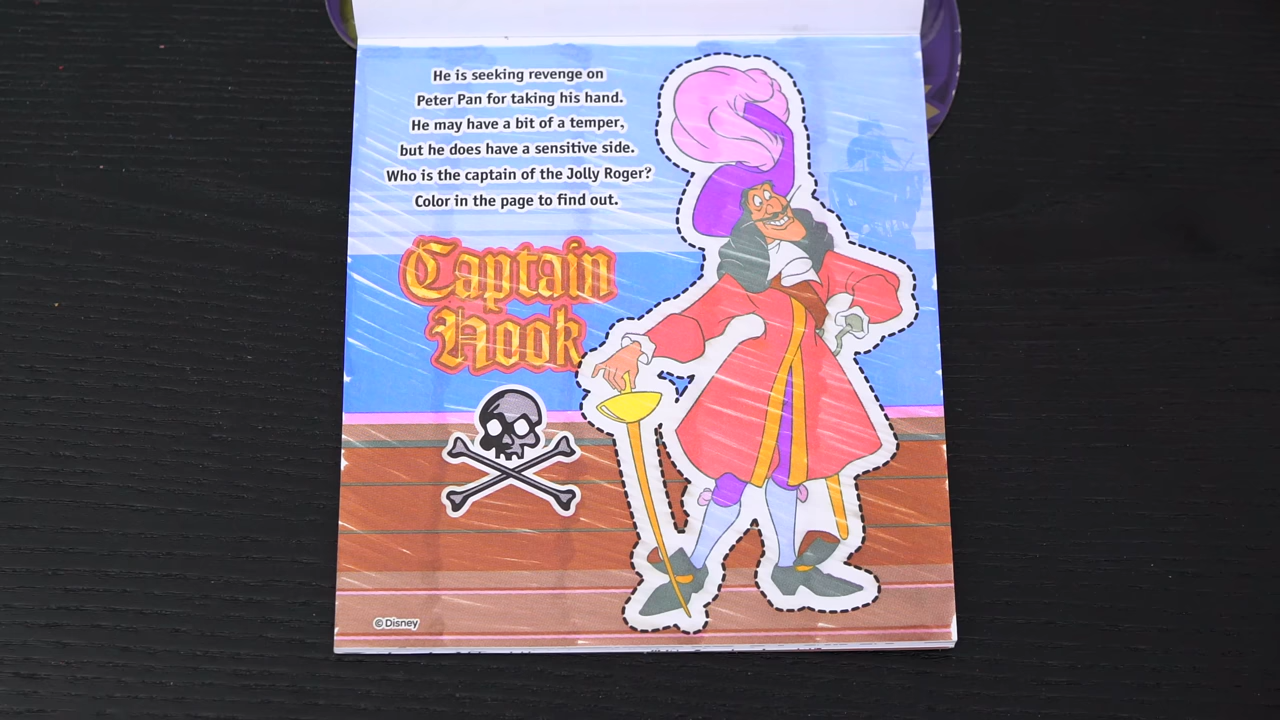 He is seeking revenge on
Peter Pan for taking his hand.
He may have a bit of a temper,
but he does have a sensitive side.
Who is the captain of the Jolly Roger?
Color in the page to find out.
Captain
Hook
©Disney